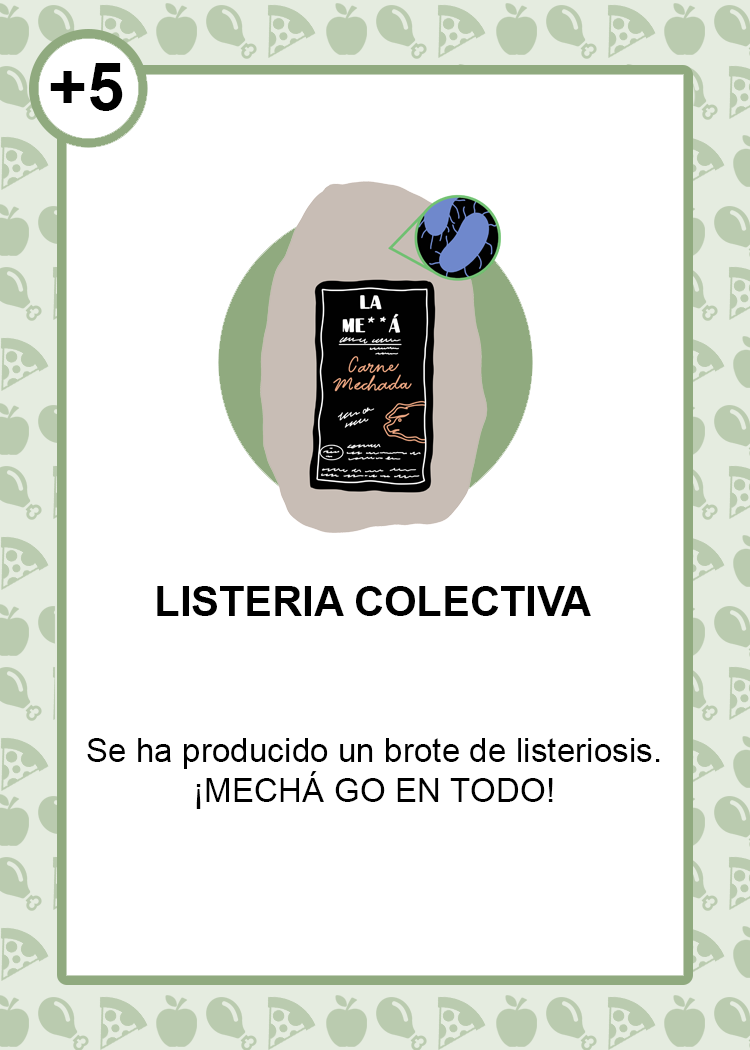 +5
LA
ME**Á
Carne
Mechada
LISTERIA COLECTIVA
Se ha producido un brote de listeriosis.
¡MECHÁ GO EN TODO!